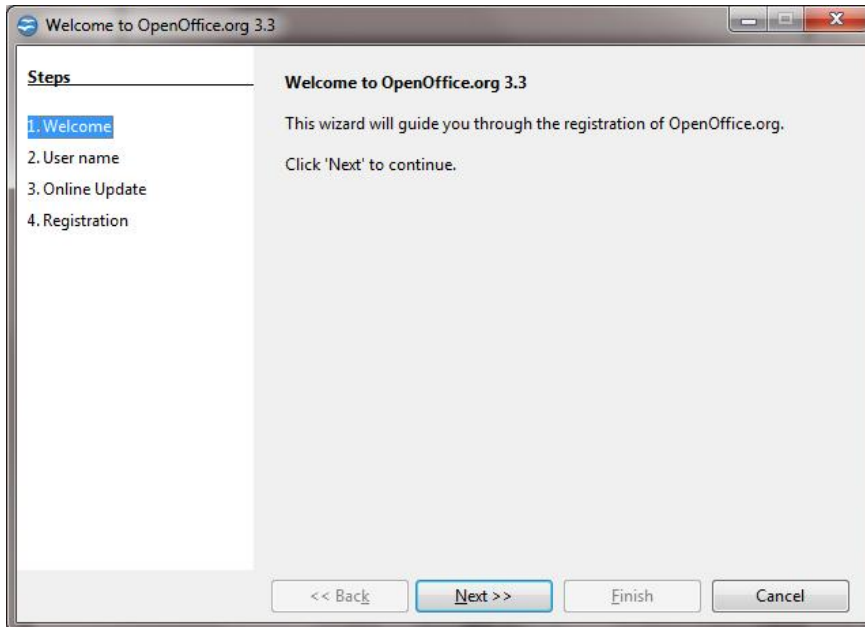 Welcome to OpenOffice.org 3.3
Steps
1. Welcome
2. User name
3. Online Update
4. Registration
Welcome to OpenOffice.org 3.3
This wizard will guide you through the registration of OpenOffice.org.
Click 'Next' to continue.
<< Back
Next >>
Finish
Cancel